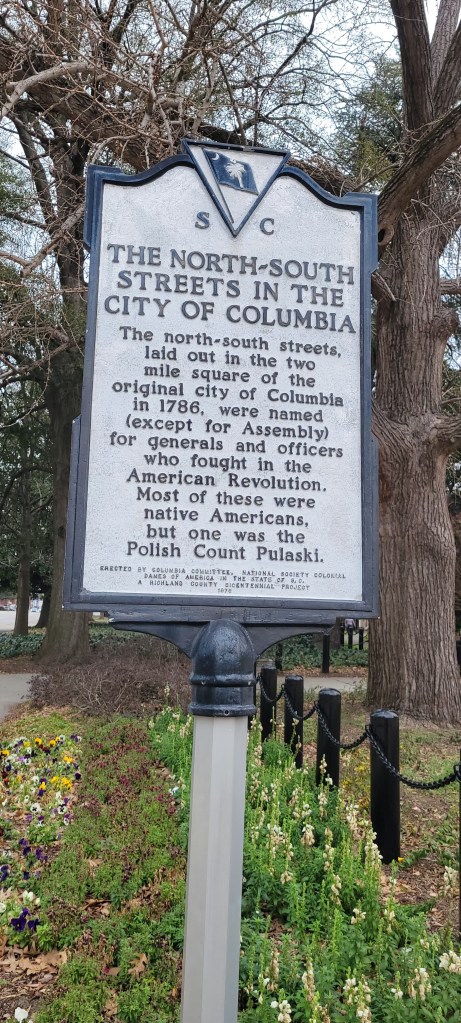 S C
THE NORTH-SOUTH
STREETS IN THE
CITY OF COLUMBIA
The north-south streets,
laid out in the two
mile square of the
original city of Columbia
in 1786, were named
(except for Assembly)
for generals and officers
who fought in the
American Revolution.
Most of these were
native Americans,
but one was the
Polish Count Pulaski.
ERECTED BY COLUMBIA COMMITTEE, NATIONAL SOCIETY COLONIAL
DAMES OF AMERICA IN THE STATE OF S.C.
A RICHLAND COUNTY BICENTENNIAL PROJECT